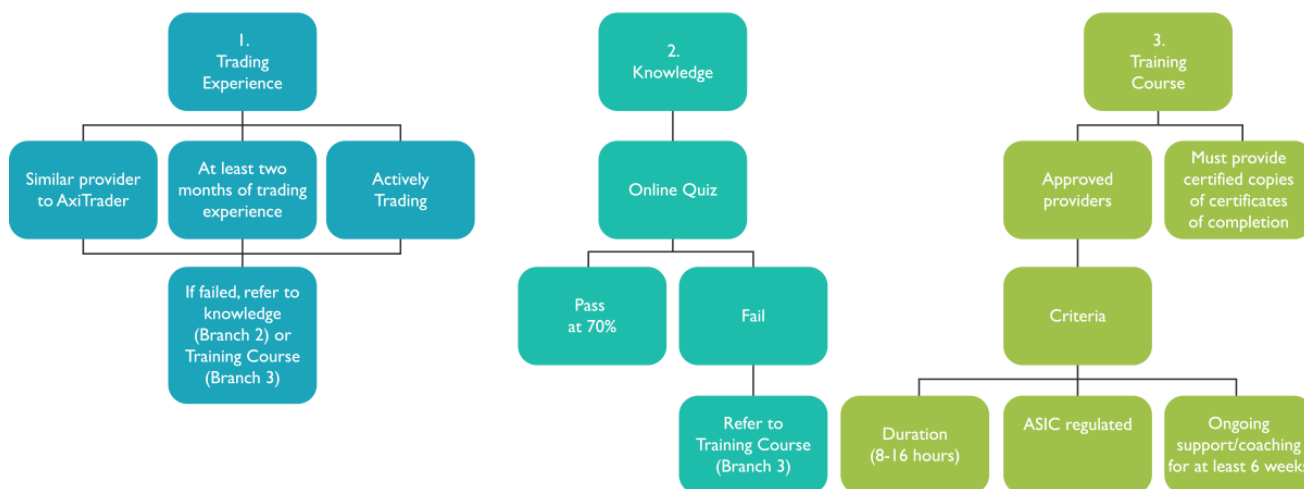 1.
Trading
Experience
Similar provider
to AxiTrader
At least two
months of trading
experience
Actively
Trading
If failed, refer to
knowledge
(Branch 2) or
Training Course
(Branch 3)
2.
Knowledge
Online Quiz
Pass
at 70%
Fail
Refer to
Training Course
(Branch 3)
3.
Training
Course
Approved
providers
Must provide
certified copies
of certificates
of completion
Criteria
Duration
(8-16 hours)
ASIC regulated
Ongoing
support/coaching
for at least 6 weeks